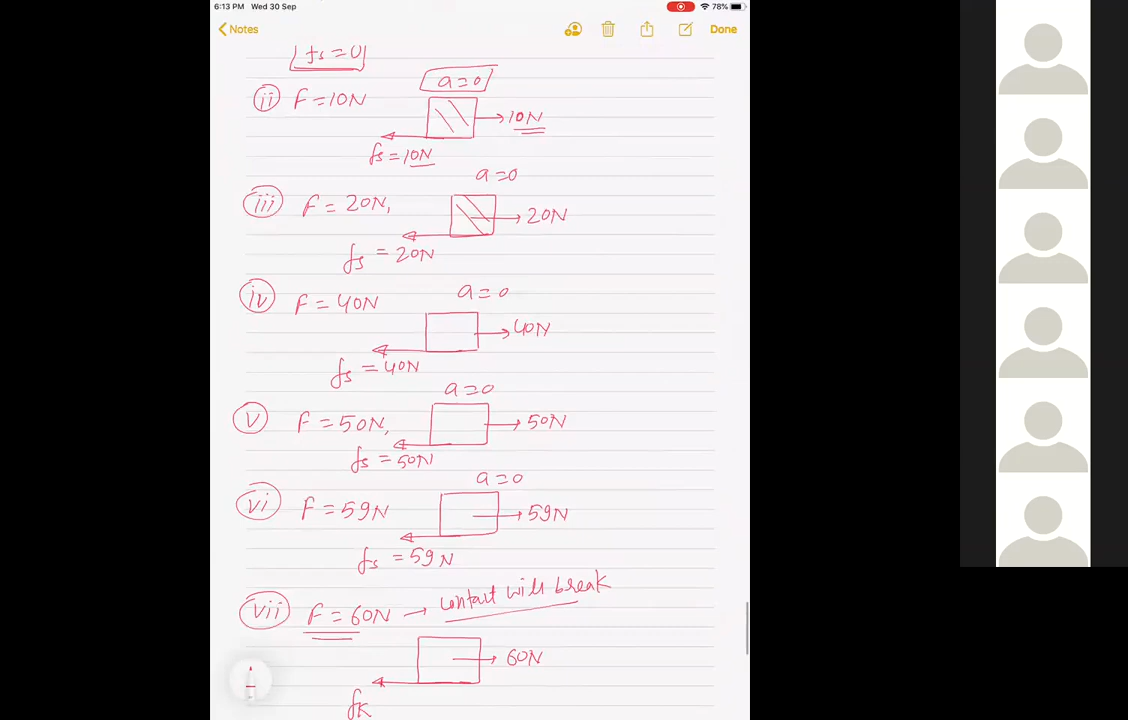 6:13 PM Wed 30 Sep
78%
Notes
Done
fs = 0
a = 0
ii F = 10N
10N
fs = 10N
a = 0
iii F = 20N,
20N
fs = 20N
a = 0
iv F = 40N
40N
fs = 40N
a = 0
v F = 50N,
50N
fs = 50N
a = 0
vi F = 59N
59N
fs = 59N
vii F = 60N → contact will break
60N
fK